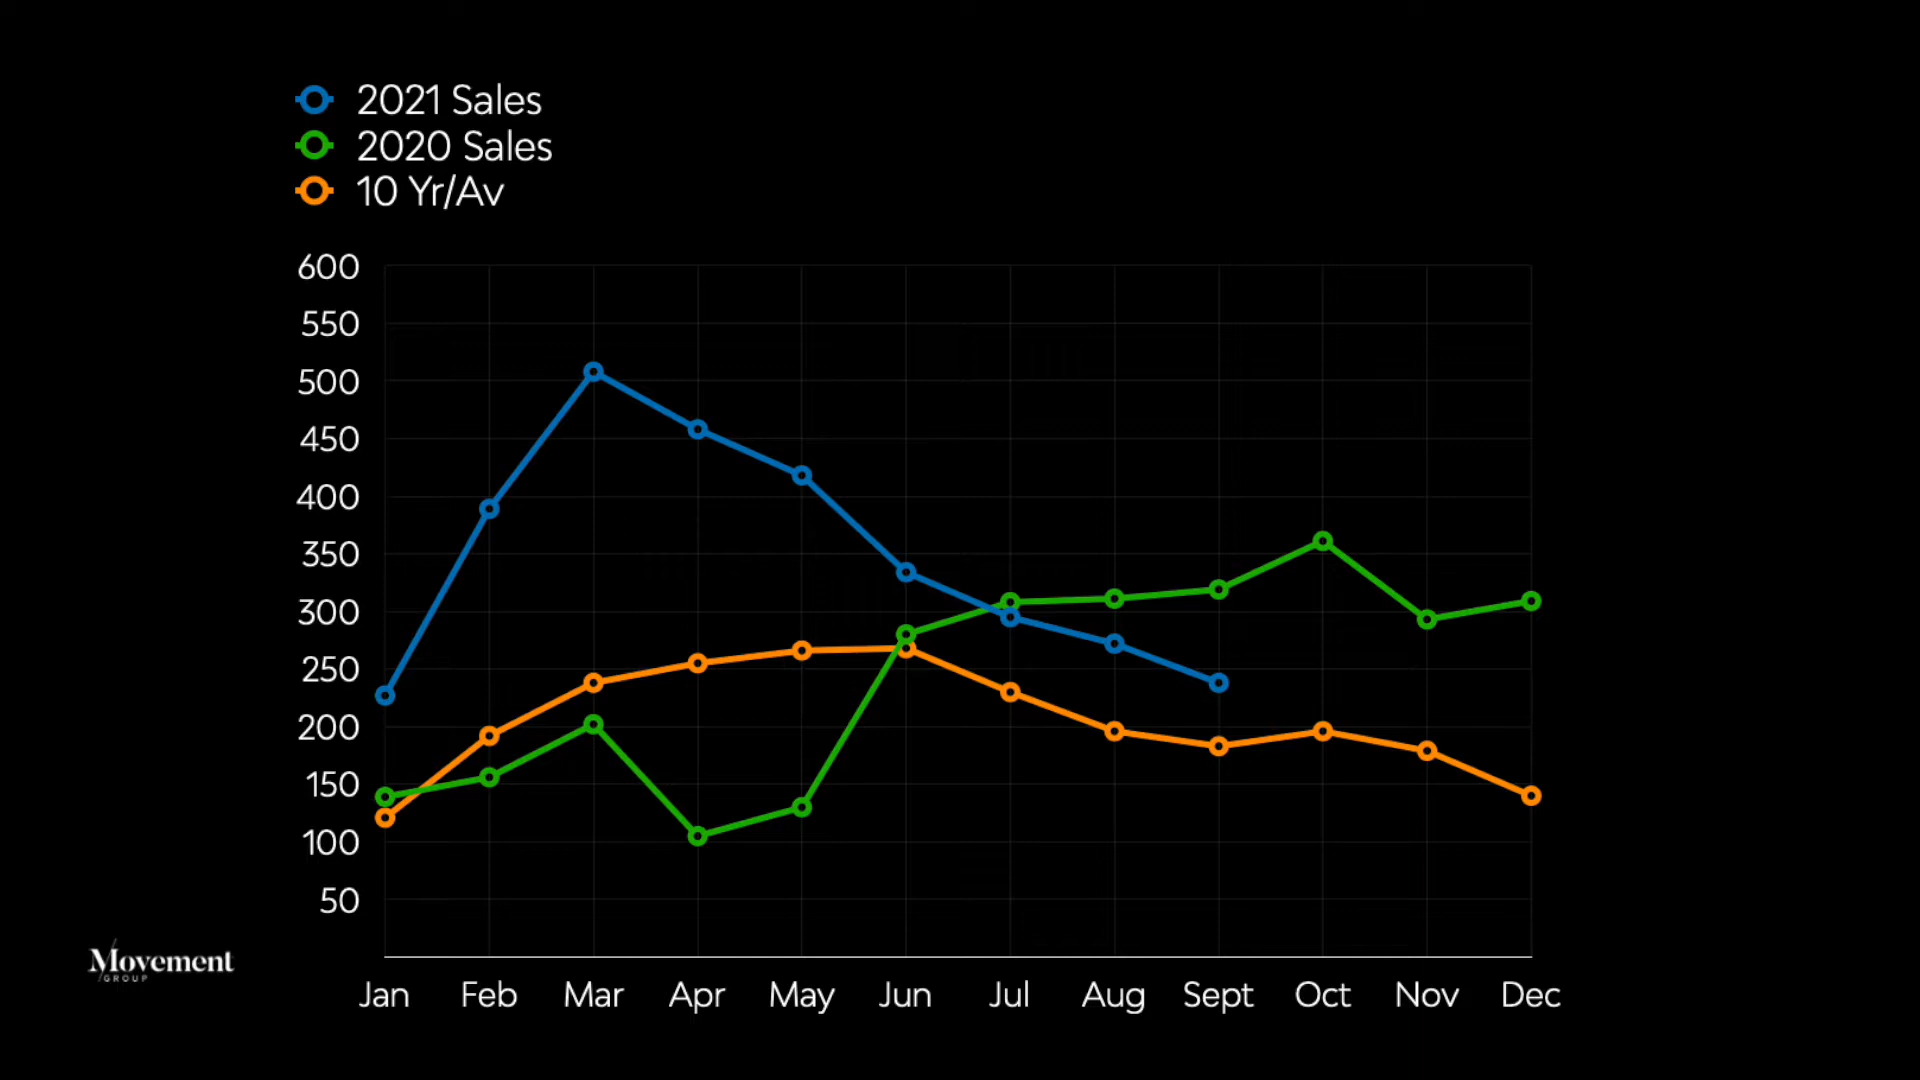 2021 Sales
2020 Sales
10 Yr/Av
600
550
500
450
400
350
300
250
200
150
100
50
Jan Feb Mar Apr May Jun Jul Aug Sept Oct Nov Dec
Movement
GROUP